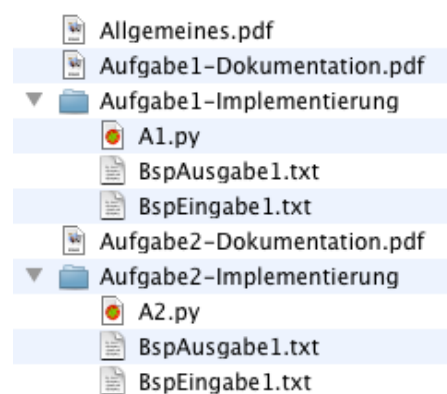 Allgemeines.pdf
Aufgabe1-Dokumentation.pdf
Aufgabe1-Implementierung
A1.py
BspAusgabe1.txt
BspEingabe1.txt
Aufgabe2-Dokumentation.pdf
Aufgabe2-Implementierung
A2.py
BspAusgabe1.txt
BspEingabe1.txt